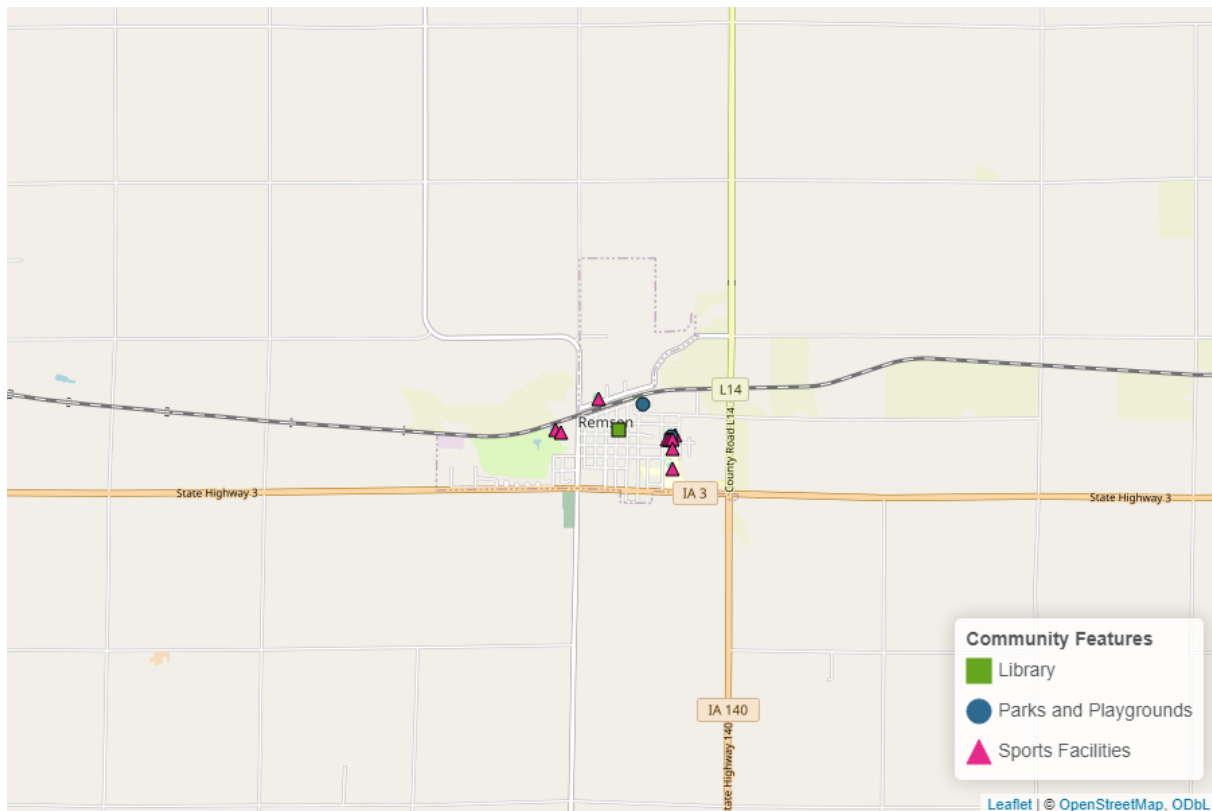 L14
County Road L14
Remsen
State Highway 3
IA 3
State Highway 3
IA 140
State Highway 140
Community Features
Library
Parks and Playgrounds
Sports Facilities
Leaflet | © OpenStreetMap, ODbL